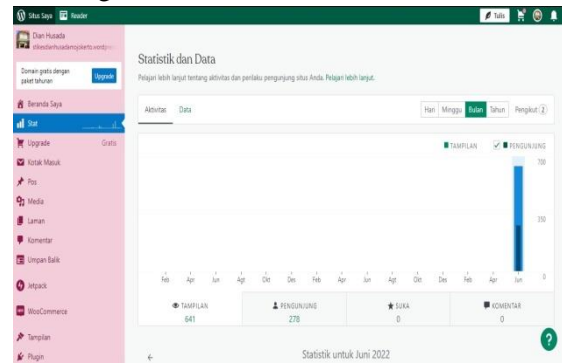 Situs Saya
Reader
Tulis
Dian Husada
Domain gratis dengan
paket tahunan
Upgrade
Beranda Saya
Stat
Upgrade
Gratis
Kotak Masuk
Pos
Media
Laman
Komentar
Umpan Balik
Jetpack
WooCommerce
Tampilan
Plugin
Statistik dan Data
Pelajari lebih lanjut tentang aktivitas dan perilaku pengunjung situs Anda. Pelajari lebih lanjut.
Aktivitas
Data
Hari Minggu Bulan Tahun Pengikut 2
TAMPILAN
PENGUNJUNG
700
350
0
Feb Apr Jun Agt Okt Des Feb Apr Jun Agt Okt Des Feb Apr Jun
TAMPILAN
641
PENGUNJUNG
278
SUKA
0
KOMENTAR
0
?
Statistik untuk Juni 2022